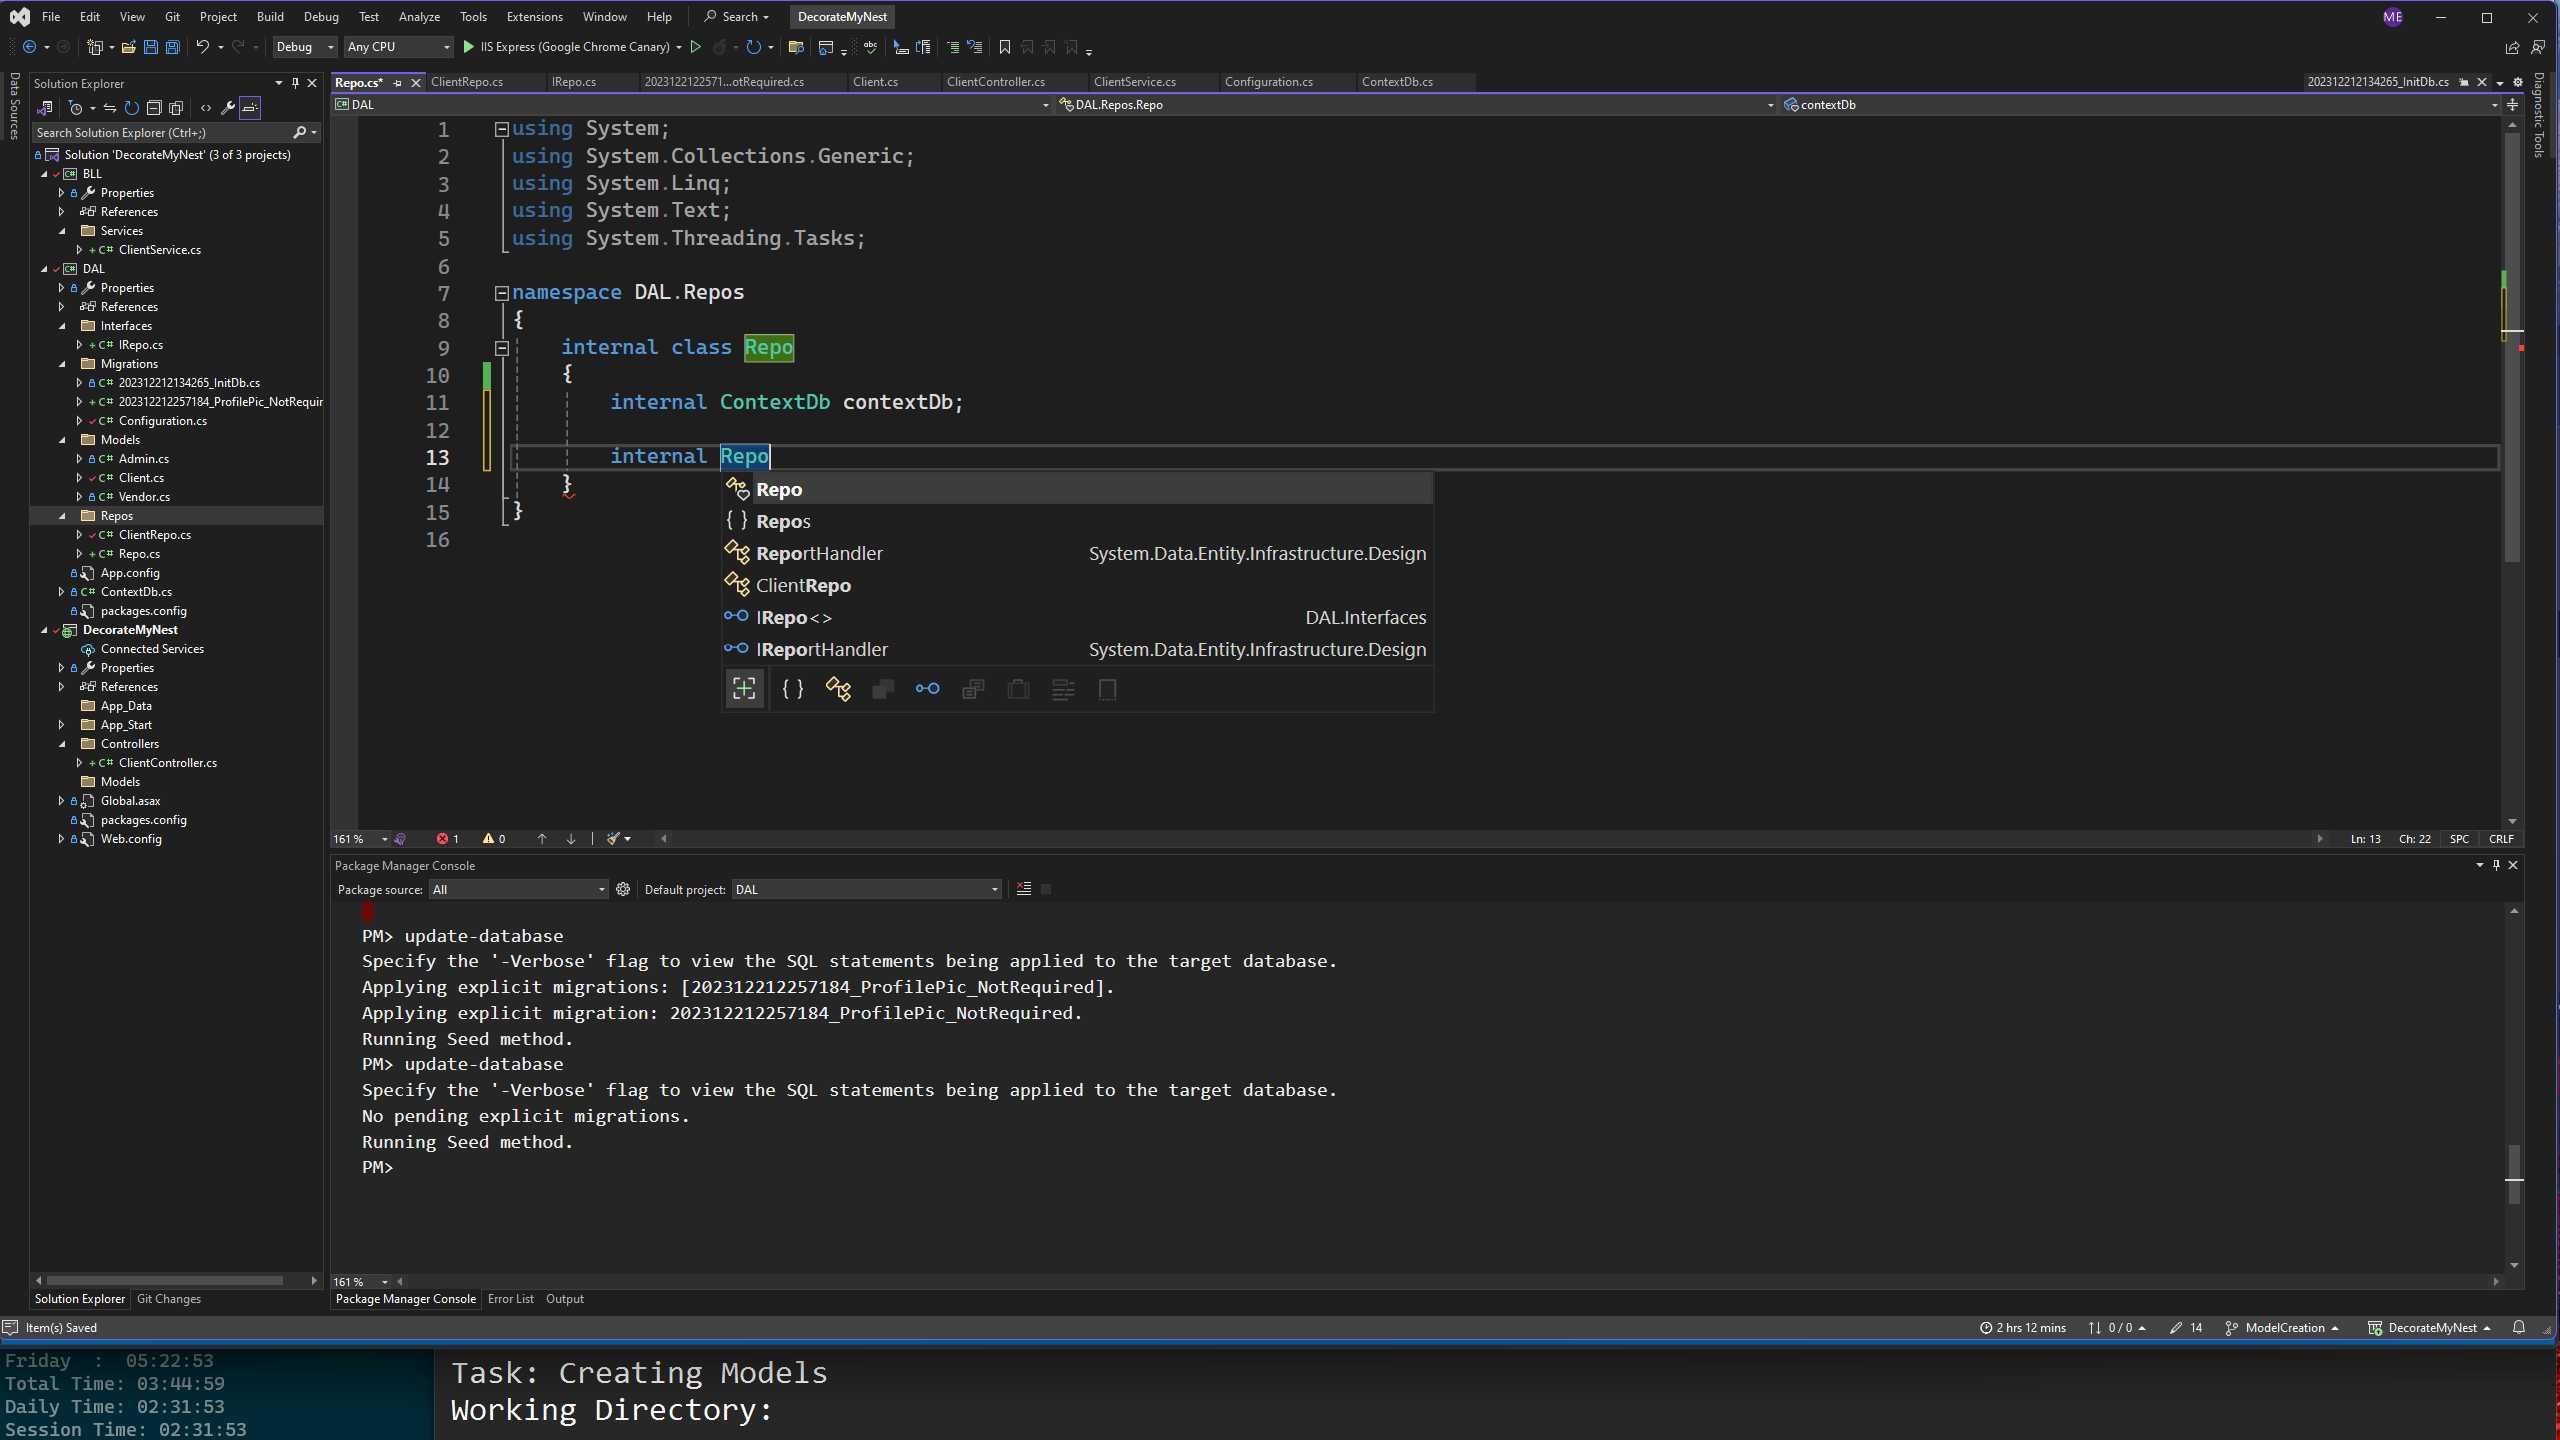 File Edit View Git Project Build Debug Test Analyze Tools Extensions Window Help Search DecorateMyNest ME
Debug Any CPU IIS Express (Google Chrome Canary)
Data Sources
Solution Explorer
Search Solution Explorer (Ctrl+;)
Solution 'DecorateMyNest' (3 of 3 projects)
BLL
Properties
References
Services
C# ClientService.cs
DAL
Properties
References
Interfaces
C# IRepo.cs
Migrations
C# 202312212134265_InitDb.cs
C# 202312212257184_ProfilePic_NotRequir
C# Configuration.cs
Models
C# Admin.cs
C# Client.cs
C# Vendor.cs
Repos
C# ClientRepo.cs
C# Repo.cs
App.config
C# ContextDb.cs
packages.config
DecorateMyNest
Connected Services
Properties
References
App_Data
App_Start
Controllers
C# ClientController.cs
Models
Global.asax
packages.config
Web.config
Solution Explorer Git Changes
Repo.cs* ClientRepo.cs IRepo.cs 2023122122571...otRequired.cs Client.cs ClientController.cs ClientService.cs Configuration.cs ContextDb.cs 202312212134265_InitDb.cs
DAL DAL.Repos.Repo contextDb
Diagnostic Tools
1 using System;
2 using System.Collections.Generic;
3 using System.Linq;
4 using System.Text;
5 using System.Threading.Tasks;
6
7 namespace DAL.Repos
8 {
9 internal class Repo
10 {
11 internal ContextDb contextDb;
12
13 internal Repo
14 }
15 }
16
Repo
{ } Repos
ReportHandler System.Data.Entity.Infrastructure.Design
ClientRepo
IRepo<> DAL.Interfaces
IReportHandler System.Data.Entity.Infrastructure.Design
{ }
161 % 1 0 Ln: 13 Ch: 22 SPC CRLF
Package Manager Console
Package source: All Default project: DAL
PM> update-database
Specify the '-Verbose' flag to view the SQL statements being applied to the target database.
Applying explicit migrations: [202312212257184_ProfilePic_NotRequired].
Applying explicit migration: 202312212257184_ProfilePic_NotRequired.
Running Seed method.
PM> update-database
Specify the '-Verbose' flag to view the SQL statements being applied to the target database.
No pending explicit migrations.
Running Seed method.
PM>
161 %
Package Manager Console Error List Output
Item(s) Saved 2 hrs 12 mins 0 / 0 14 ModelCreation DecorateMyNest
Friday : 05:22:53
Total Time: 03:44:59
Daily Time: 02:31:53
Session Time: 02:31:53
Task: Creating Models
Working Directory: